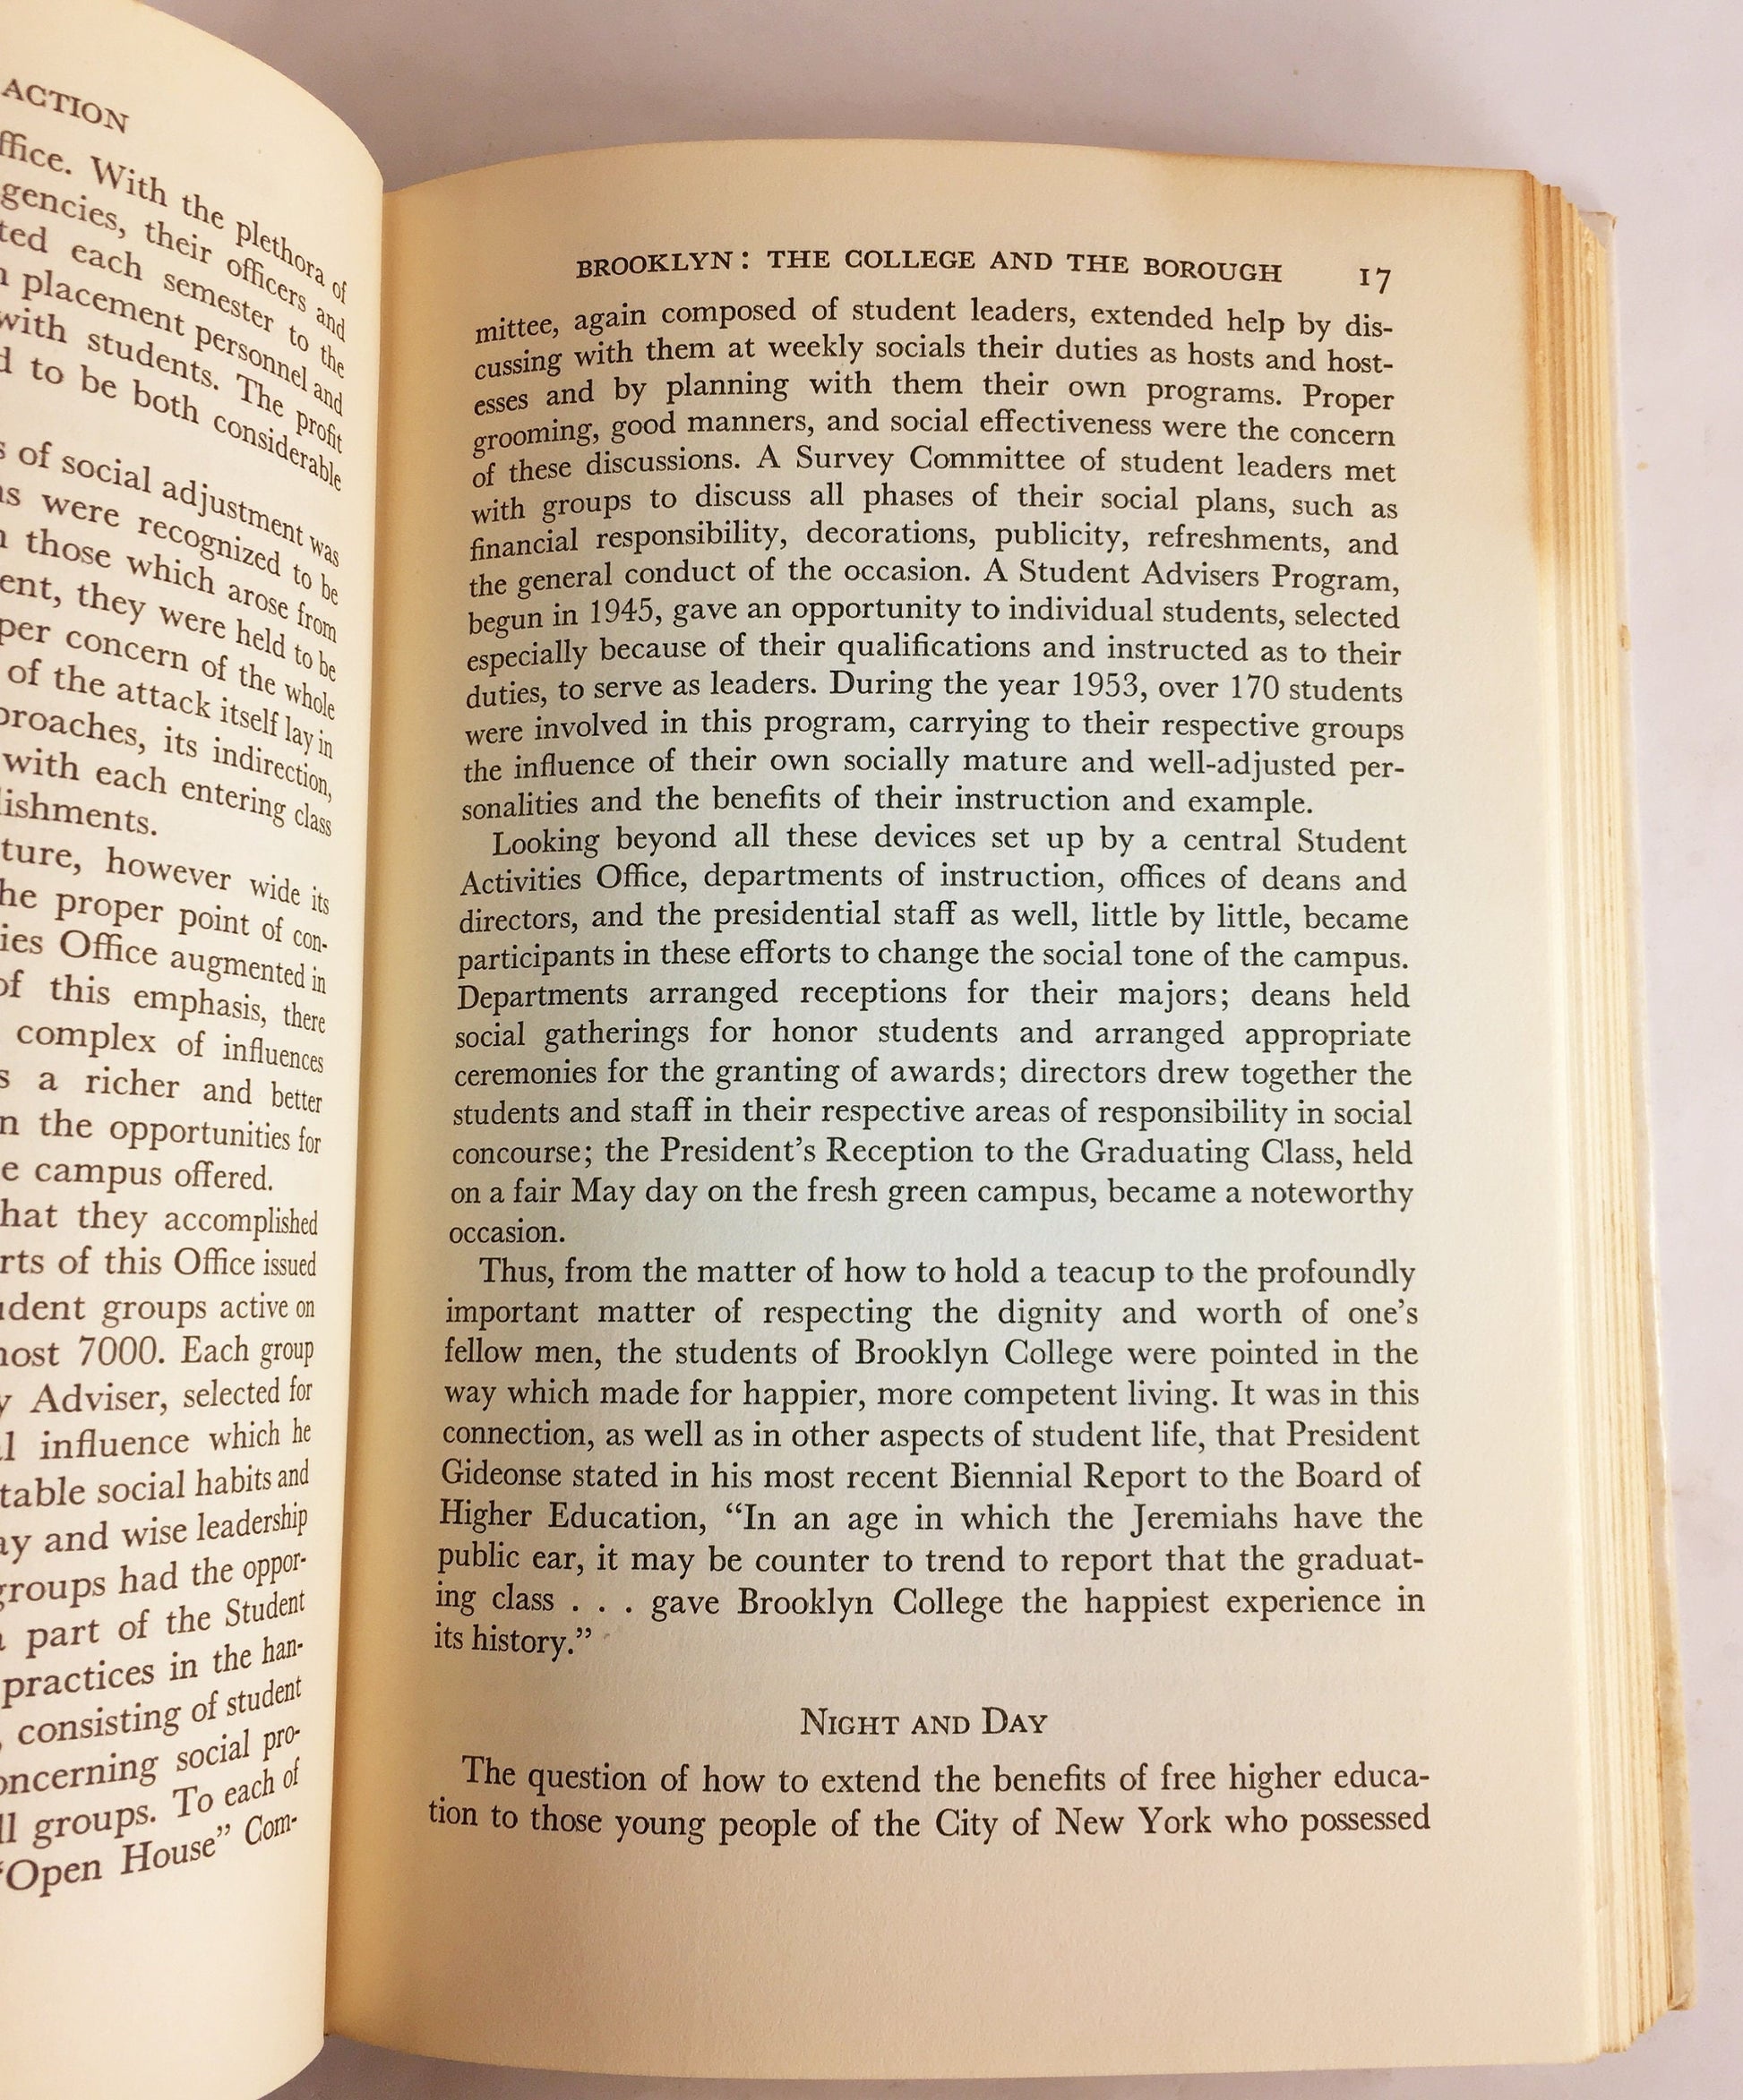 ACTION
ffice. With the plethora of
gencies, their officers and
ted each semester to the
placement personnel and
with students. The profit
d to be both considerable
s of social adjustment was
were recognized to be
those which arose from
ent, they were held to be
per concern of the whole
of the attack itself lay in
proaches, its indirection,
with each entering class
lishments.
ture, however wide its
he proper point of con-
ies Office augmented in
of this emphasis, there
complex of influences
s a richer and better
n the opportunities for
e campus offered.
hat they accomplished
rts of this Office issued
udent groups active on
most 7000. Each group
y Adviser, selected for
l influence which he
table social habits and
ay and wise leadership
groups had the oppor-
part of the Student
practices in the han-
consisting of student
oncerning social pro-
ll groups. To each of
“Open House” Com-
BROOKLYN: THE COLLEGE AND THE BOROUGH 17
mittee, again composed of student leaders, extended help by dis-
cussing with them at weekly socials their duties as hosts and host-
esses and by planning with them their own programs. Proper
grooming, good manners, and social effectiveness were the concern
of these discussions. A Survey Committee of student leaders met
with groups to discuss all phases of their social plans, such as
financial responsibility, decorations, publicity, refreshments, and
the general conduct of the occasion. A Student Advisers Program,
begun in 1945, gave an opportunity to individual students, selected
especially because of their qualifications and instructed as to their
duties, to serve as leaders. During the year 1953, over 170 students
were involved in this program, carrying to their respective groups
the influence of their own socially mature and well-adjusted per-
sonalities and the benefits of their instruction and example.
Looking beyond all these devices set up by a central Student
Activities Office, departments of instruction, offices of deans and
directors, and the presidential staff as well, little by little, became
participants in these efforts to change the social tone of the campus.
Departments arranged receptions for their majors; deans held
social gatherings for honor students and arranged appropriate
ceremonies for the granting of awards; directors drew together the
students and staff in their respective areas of responsibility in social
concourse; the President’s Reception to the Graduating Class, held
on a fair May day on the fresh green campus, became a noteworthy
occasion.
Thus, from the matter of how to hold a teacup to the profoundly
important matter of respecting the dignity and worth of one’s
fellow men, the students of Brooklyn College were pointed in the
way which made for happier, more competent living. It was in this
connection, as well as in other aspects of student life, that President
Gideonse stated in his most recent Biennial Report to the Board of
Higher Education, “In an age in which the Jeremiahs have the
public ear, it may be counter to trend to report that the graduat-
ing class . . . gave Brooklyn College the happiest experience in
its history.”
NIGHT AND DAY
The question of how to extend the benefits of free higher educa-
tion to those young people of the City of New York who possessed